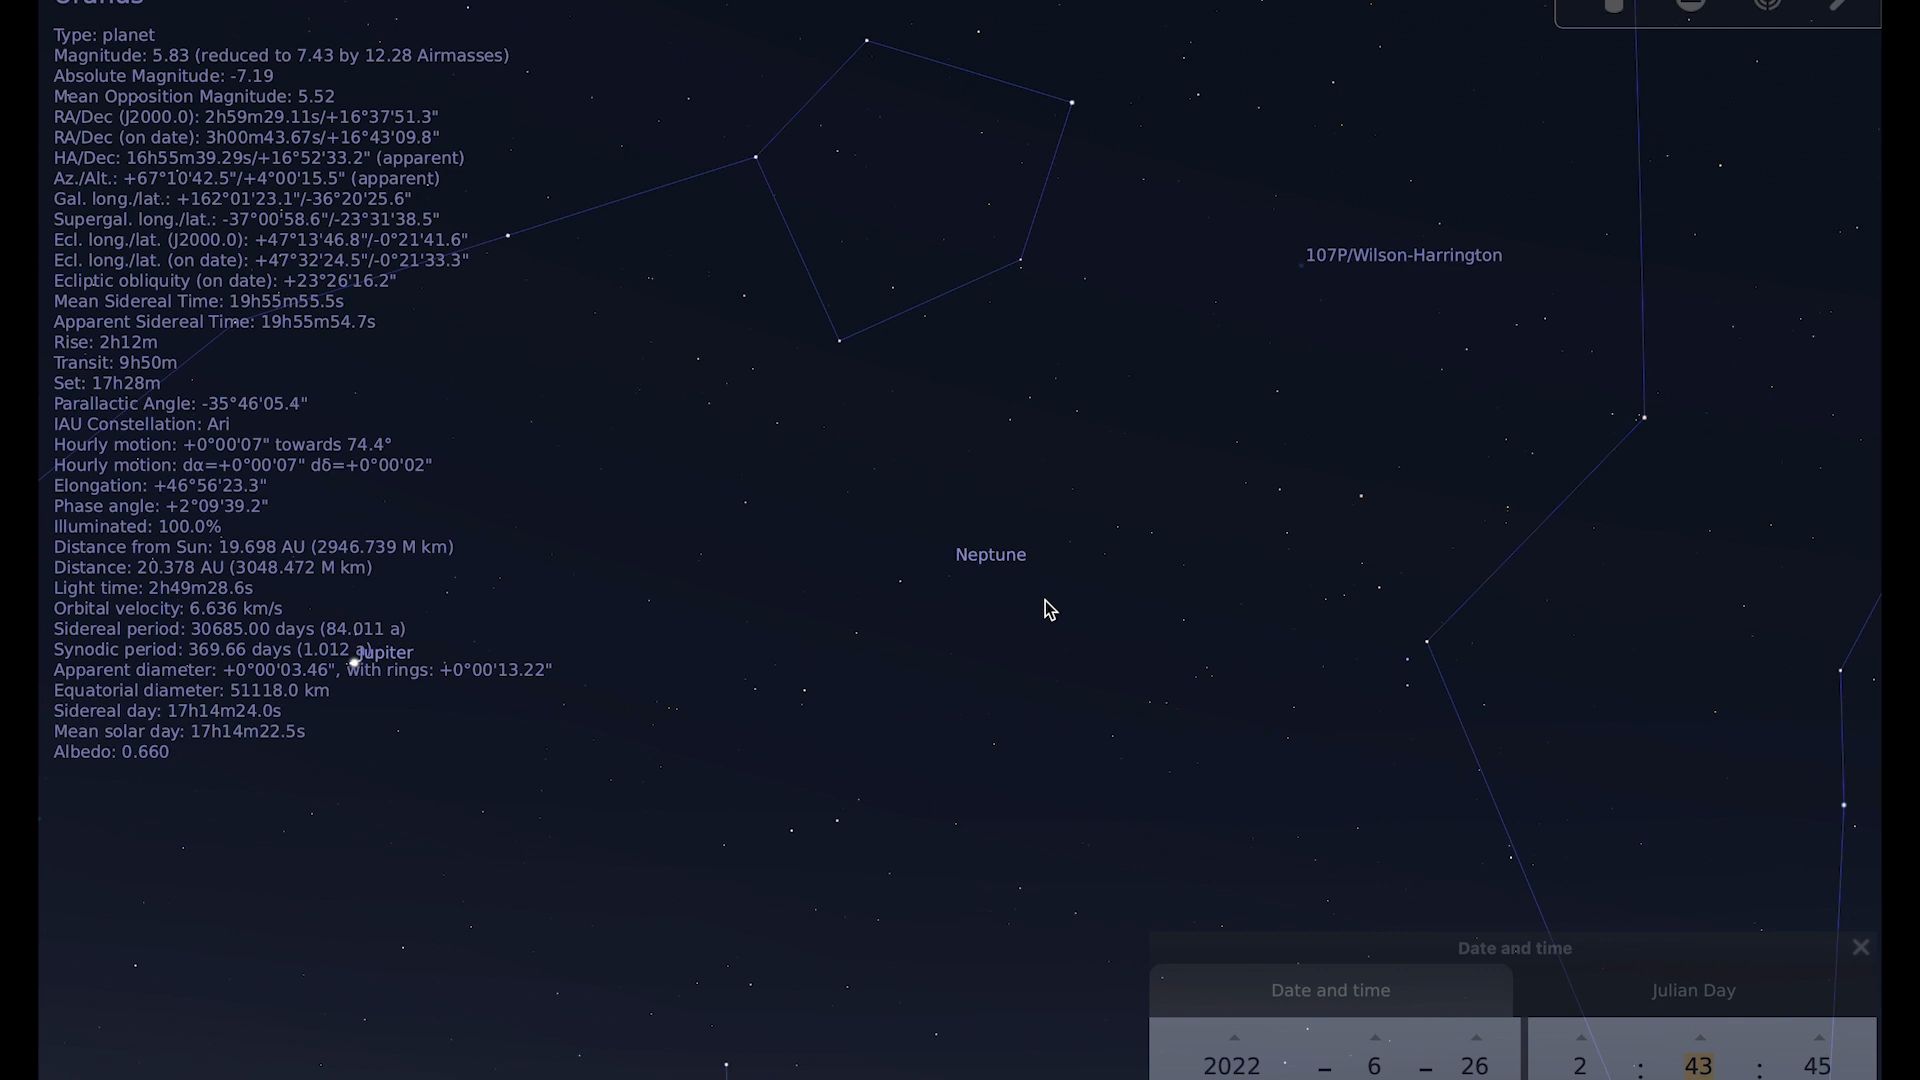 Uranus
Type: planet
Magnitude: 5.83 (reduced to 7.43 by 12.28 Airmasses)
Absolute Magnitude: -7.19
Mean Opposition Magnitude: 5.52
RA/Dec (J2000.0): 2h59m29.11s/+16°37'51.3"
RA/Dec (on date): 3h00m43.67s/+16°43'09.8"
HA/Dec: 16h55m39.29s/+16°52'33.2" (apparent)
Az./Alt.: +67°10'42.5"/+4°00'15.5" (apparent)
Gal. long./lat.: +162°01'23.1"/-36°20'25.6"
Supergal. long./lat.: -37°00'58.6"/-23°31'38.5"
Ecl. long./lat. (J2000.0): +47°13'46.8"/-0°21'41.6"
Ecl. long./lat. (on date): +47°32'24.5"/-0°21'33.3"
Ecliptic obliquity (on date): +23°26'16.2"
Mean Sidereal Time: 19h55m55.5s
Apparent Sidereal Time: 19h55m54.7s
Rise: 2h12m
Transit: 9h50m
Set: 17h28m
Parallactic Angle: -35°46'05.4"
IAU Constellation: Ari
Hourly motion: +0°00'07" towards 74.4°
Hourly motion: dα=+0°00'07" dδ=+0°00'02"
Elongation: +46°56'23.3"
Phase angle: +2°09'39.2"
Illuminated: 100.0%
Distance from Sun: 19.698 AU (2946.739 M km)
Distance: 20.378 AU (3048.472 M km)
Light time: 2h49m28.6s
Orbital velocity: 6.636 km/s
Sidereal period: 30685.00 days (84.011 a)
Synodic period: 369.66 days (1.012 a)
Apparent diameter: +0°00'03.46", with rings: +0°00'13.22"
Equatorial diameter: 51118.0 km
Sidereal day: 17h14m24.0s
Mean solar day: 17h14m22.5s
Albedo: 0.660
Jupiter
Neptune
107P/Wilson-Harrington
Date and time
Date and time Julian Day
2022 – 6 – 26 2 : 43 : 45